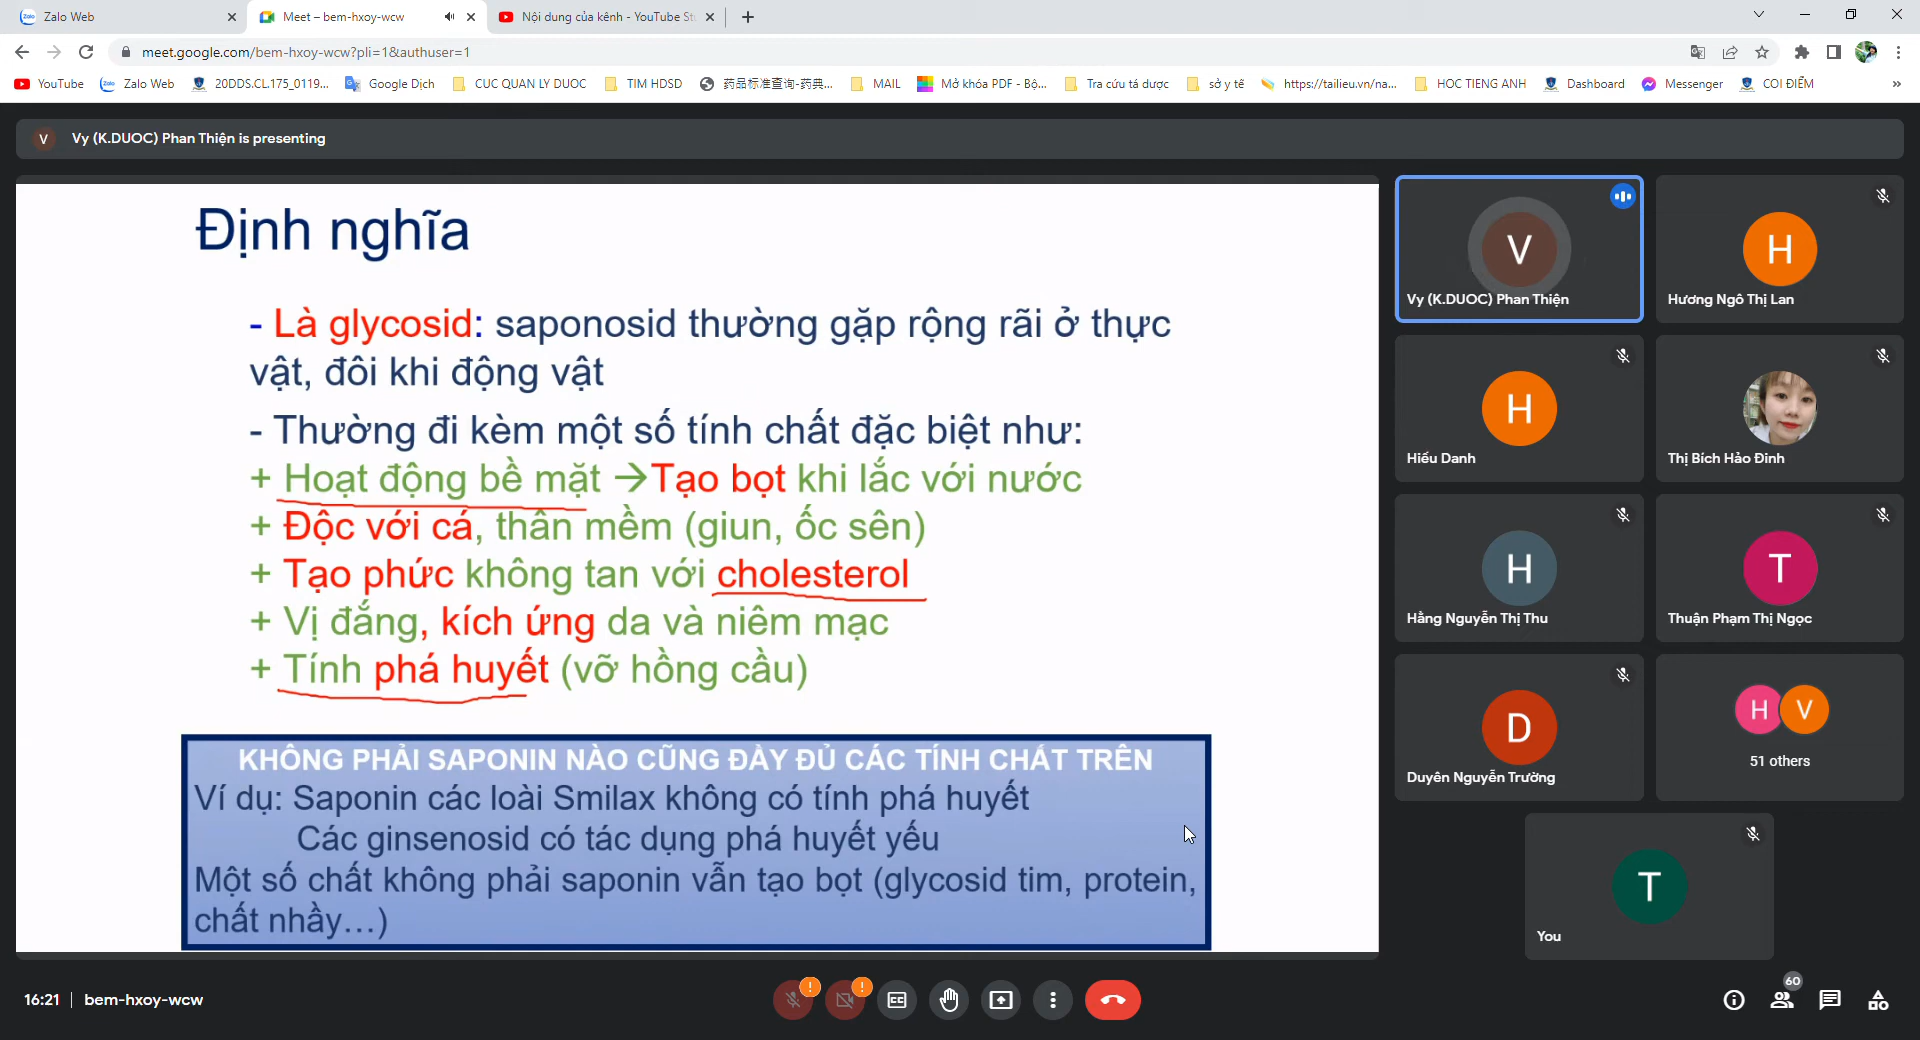 Zalo Web
Meet – bem-hxoy-wcw
Nội dung của kênh - YouTube St
meet.google.com/bem-hxoy-wcw?pli=1&authuser=1
YouTube
Zalo Web
20DDS.CL.175_0119...
Google Dịch
CUC QUAN LY DUOC
TIM HDSD
药品标准查询-药典...
MAIL
Mở khóa PDF - Bộ...
Tra cứu tá dược
sở y tế
https://tailieu.vn/na...
HOC TIENG ANH
Dashboard
Messenger
COI ĐIỂM
V
Vy (K.DUOC) Phan Thiện is presenting
Định nghĩa
- Là glycosid: saponosid thường gặp rộng rãi ở thực
vật, đôi khi động vật
- Thường đi kèm một số tính chất đặc biệt như:
+ Hoạt động bề mặt →Tạo bọt khi lắc với nước
+ Độc với cá, thân mềm (giun, ốc sên)
+ Tạo phức không tan với cholesterol
+ Vị đắng, kích ứng da và niêm mạc
+ Tính phá huyết (vỡ hồng cầu)
KHÔNG PHẢI SAPONIN NÀO CŨNG ĐẦY ĐỦ CÁC TÍNH CHẤT TRÊN
Ví dụ: Saponin các loài Smilax không có tính phá huyết
Các ginsenosid có tác dụng phá huyết yếu
Một số chất không phải saponin vẫn tạo bọt (glycosid tim, protein,
chất nhầy…)
V
Vy (K.DUOC) Phan Thiện
H
Hương Ngô Thị Lan
H
Hiếu Danh
Thị Bích Hảo Đinh
H
Hằng Nguyễn Thị Thu
T
Thuận Phạm Thị Ngọc
D
Duyên Nguyễn Trường
H V
51 others
T
You
16:21 | bem-hxoy-wcw
!
!
CC
60